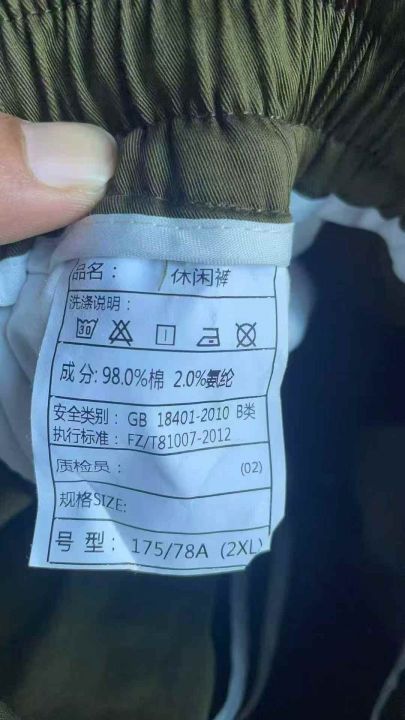 品名： 休闲裤
洗涤说明：
30
成分: 98.0%棉 2.0%氨纶
安全类别： GB 18401-2010 B类
执行标准： FZ/T81007-2012
质检员： (02)
规格SIZE:
号 型： 175/78A (2XL)